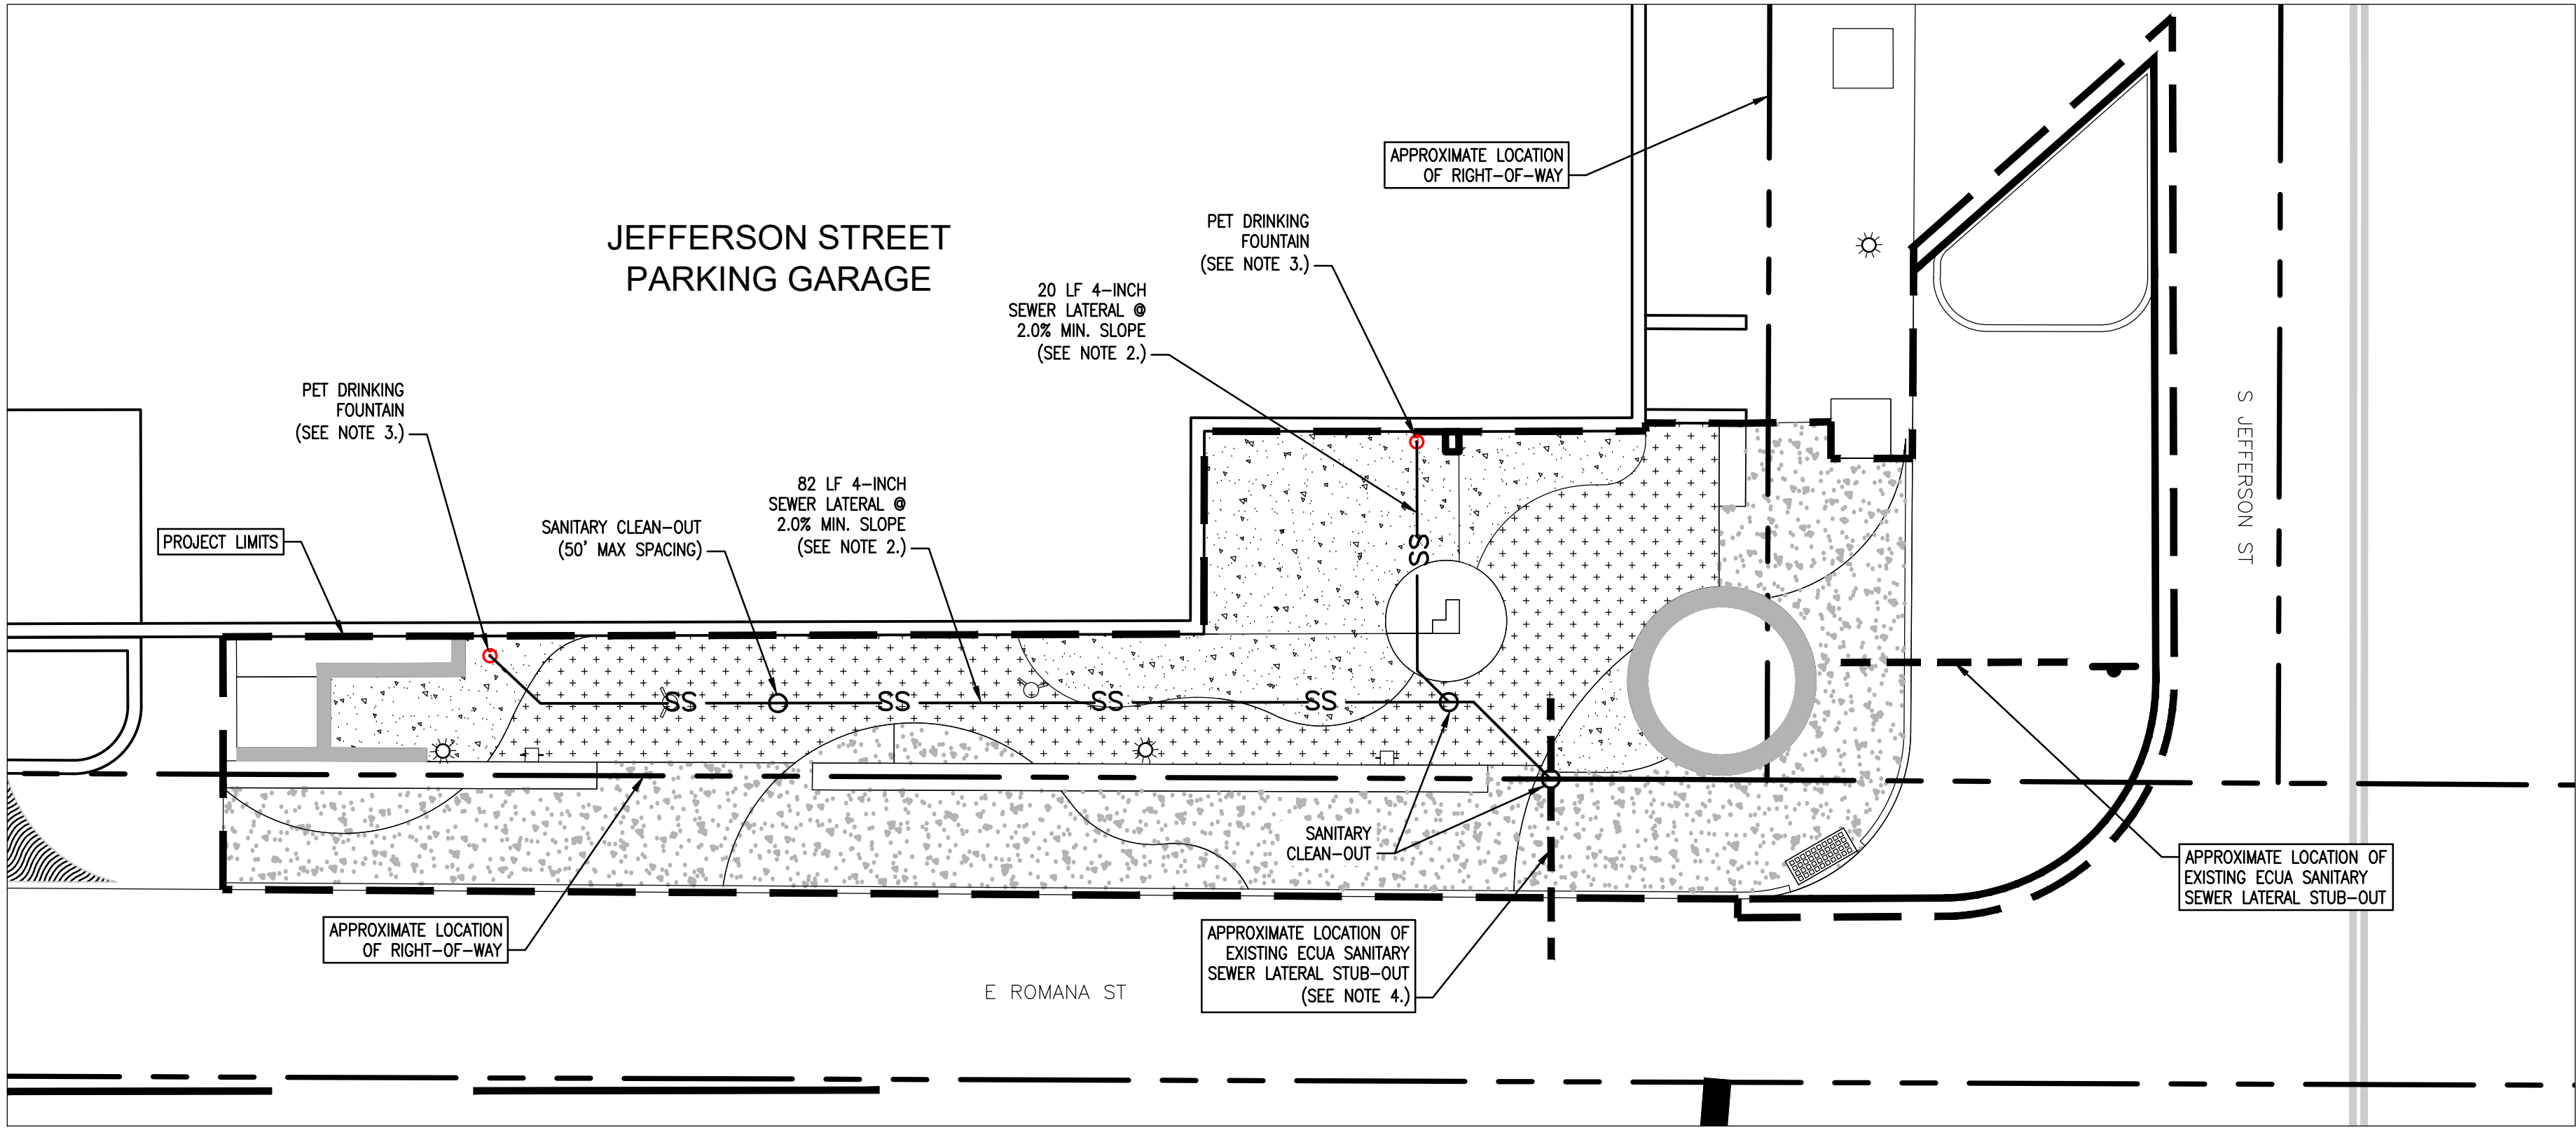 APPROXIMATE LOCATION
OF RIGHT-OF-WAY
PET DRINKING
FOUNTAIN
(SEE NOTE 3.)
JEFFERSON STREET
PARKING GARAGE
20 LF 4-INCH
SEWER LATERAL @
2.0% MIN. SLOPE
(SEE NOTE 2.)
PET DRINKING
FOUNTAIN
(SEE NOTE 3.)
S JEFFERSON ST
82 LF 4-INCH
SEWER LATERAL @
2.0% MIN. SLOPE
(SEE NOTE 2.)
SANITARY CLEAN-OUT
(50' MAX SPACING)
PROJECT LIMITS
SS
SS
SS
SS
SS
SANITARY
CLEAN-OUT
APPROXIMATE LOCATION OF
EXISTING ECUA SANITARY
SEWER LATERAL STUB-OUT
APPROXIMATE LOCATION
OF RIGHT-OF-WAY
APPROXIMATE LOCATION OF
EXISTING ECUA SANITARY
SEWER LATERAL STUB-OUT
(SEE NOTE 4.)
E ROMANA ST